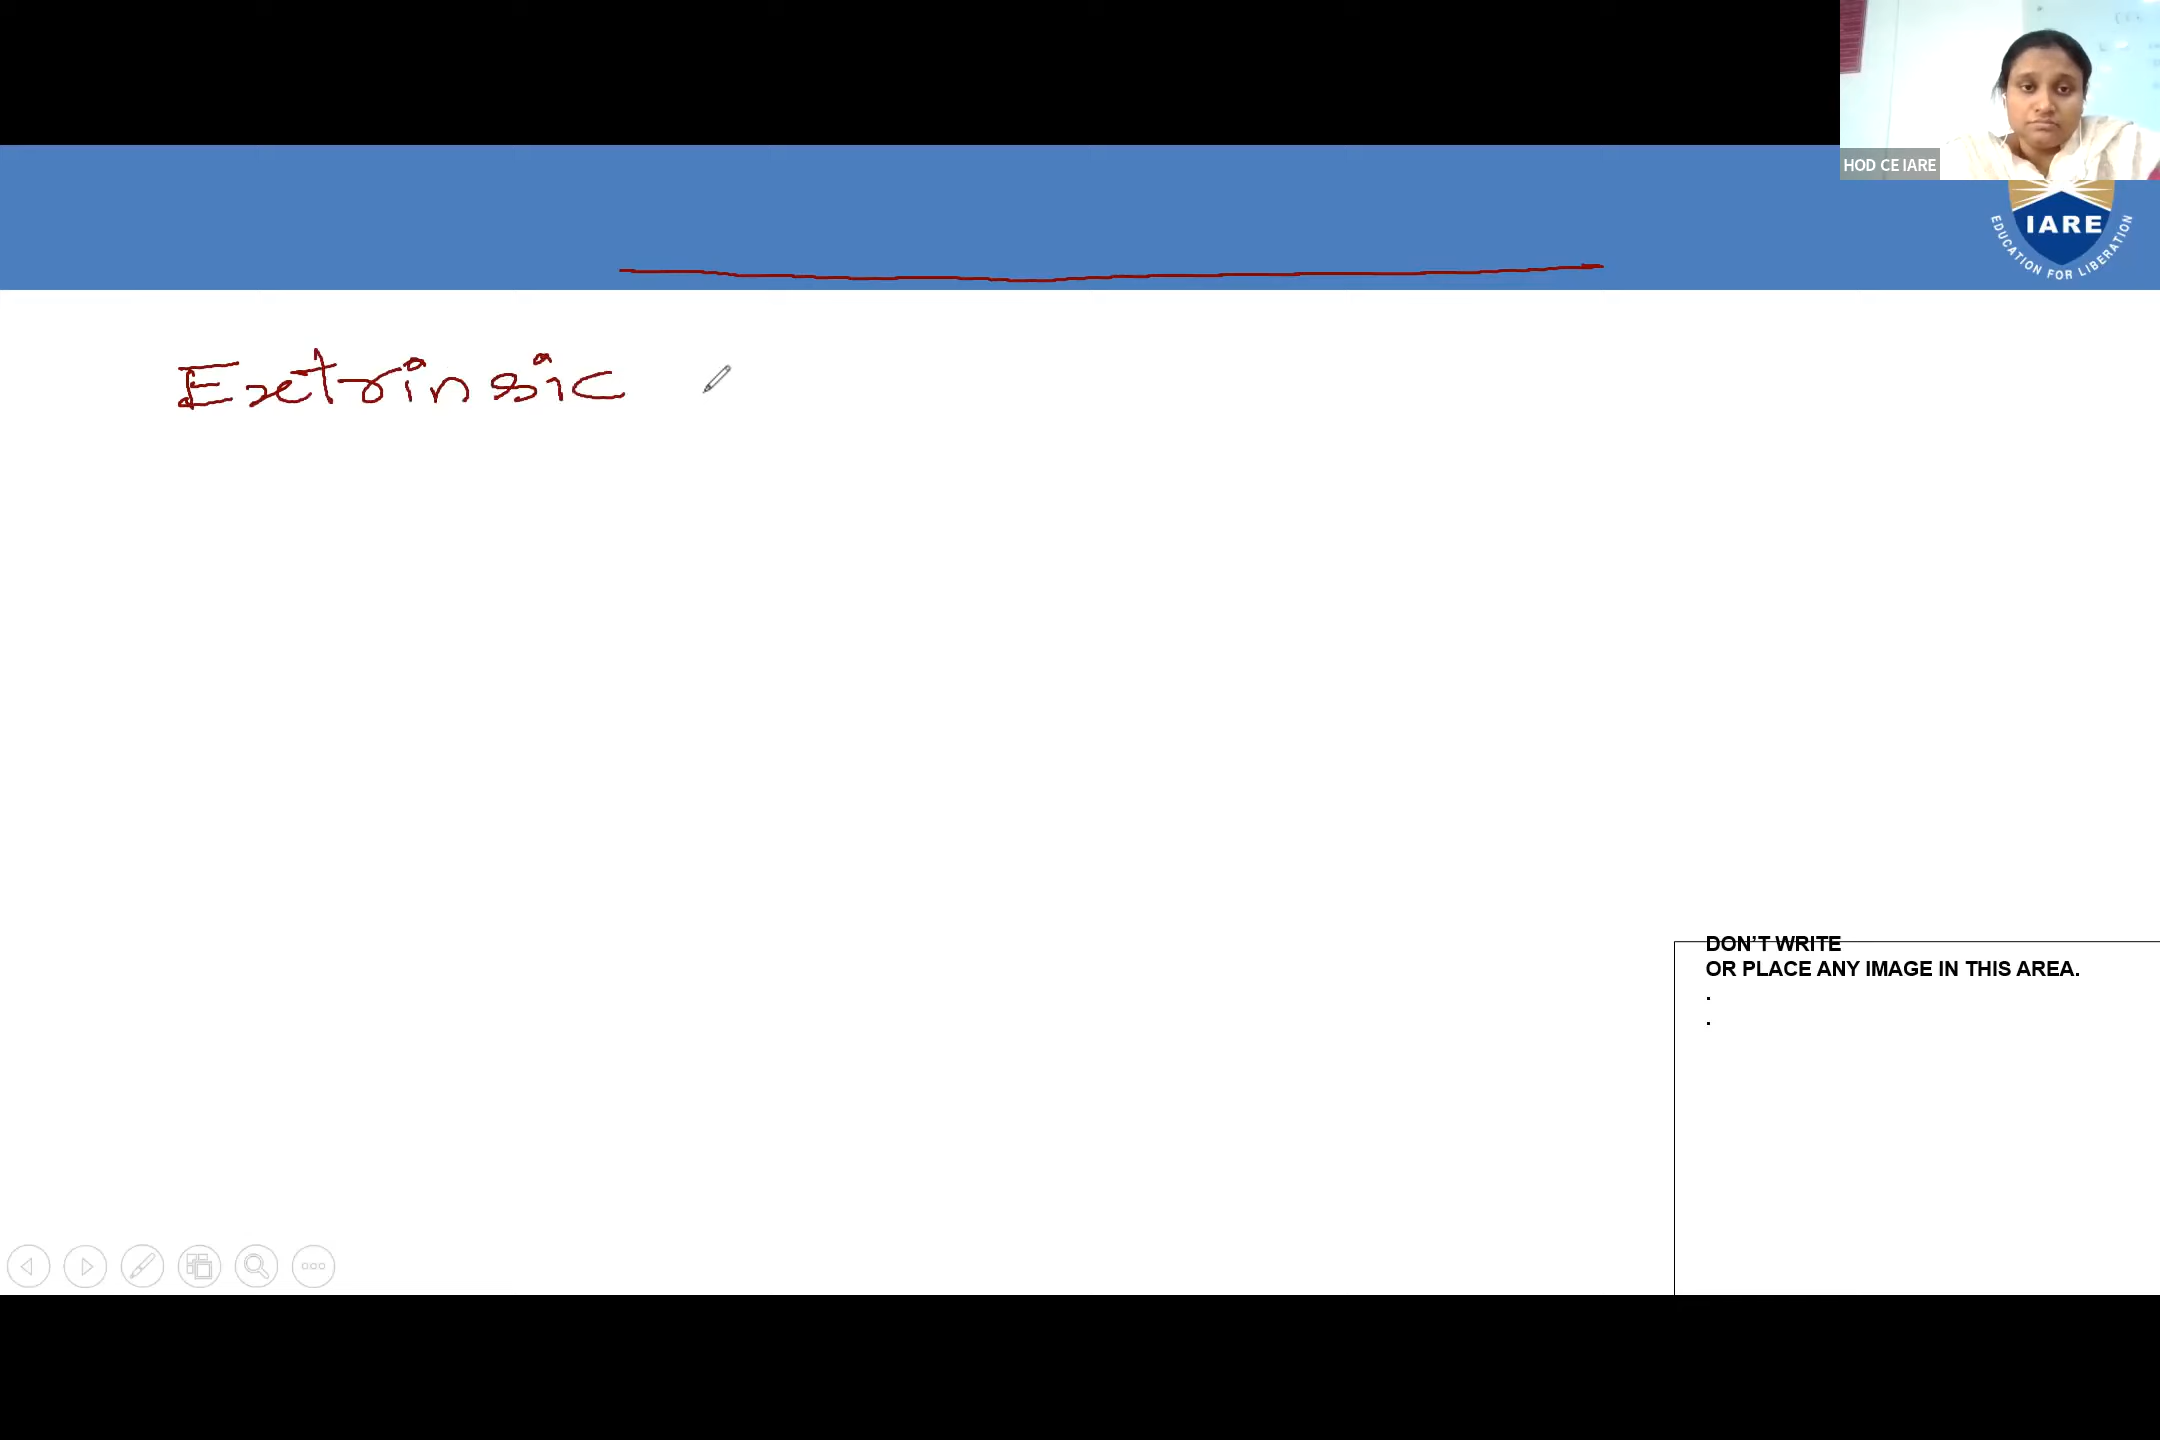 HOD CE IARE
IARE
EDUCATION FOR LIBERATION
Extrinsic
DON'T WRITE
OR PLACE ANY IMAGE IN THIS AREA.
.
.